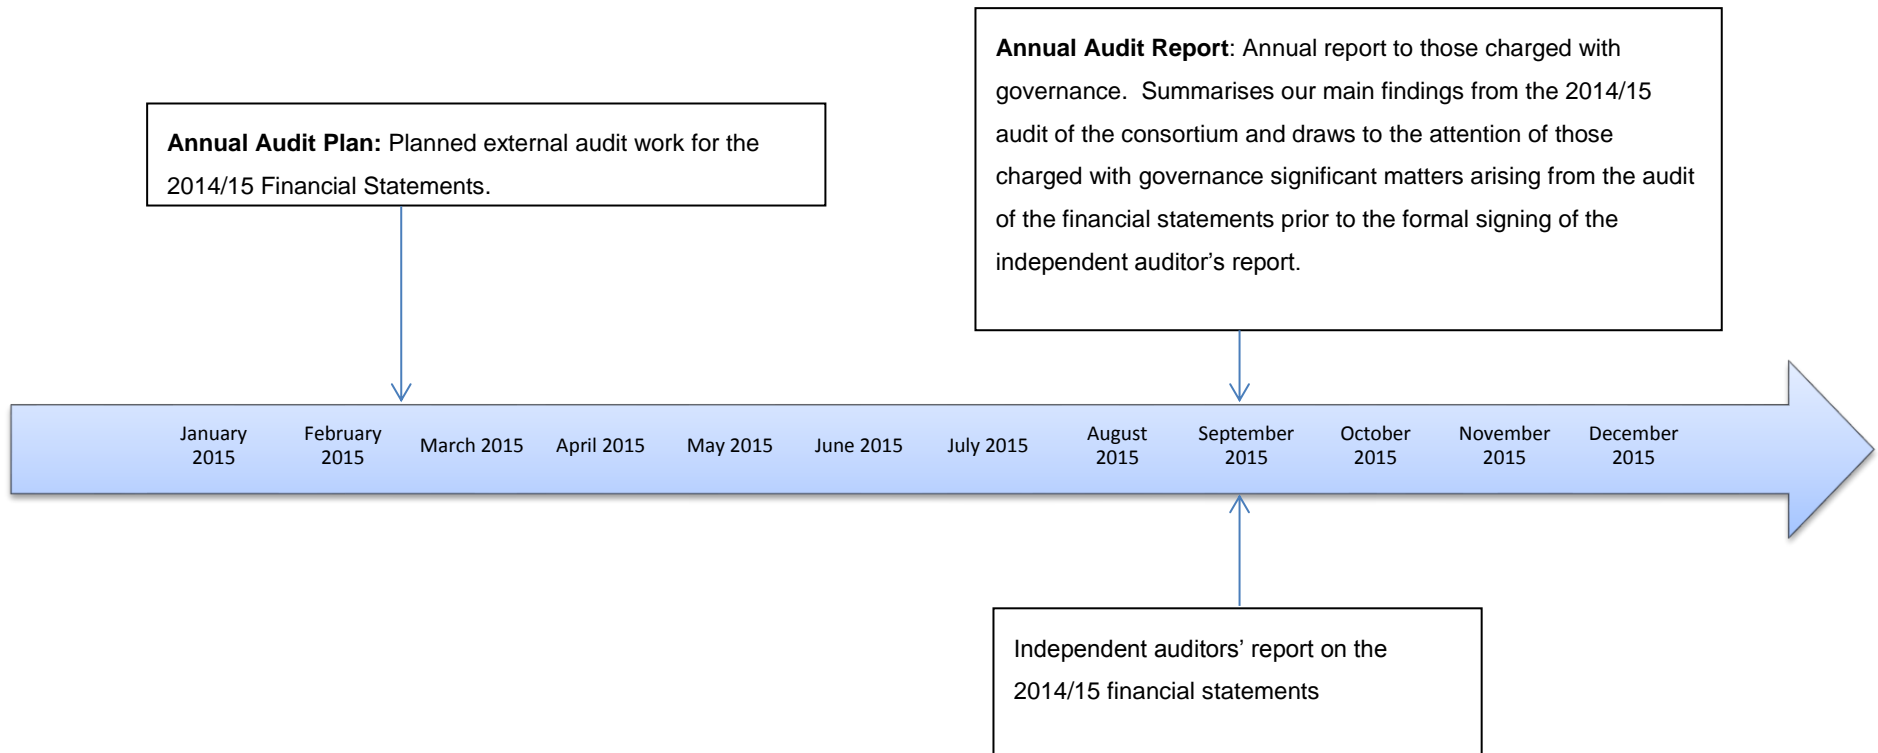 Annual Audit Plan: Planned external audit work for the
2014/15 Financial Statements.
Annual Audit Report: Annual report to those charged with
governance.  Summarises our main findings from the 2014/15
audit of the consortium and draws to the attention of those
charged with governance significant matters arising from the audit
of the financial statements prior to the formal signing of the
independent auditor’s report.
January
2015
February
2015
March 2015
April 2015
May 2015
June 2015
July 2015
August
2015
September
2015
October
2015
November
2015
December
2015
Independent auditors’ report on the
2014/15 financial statements